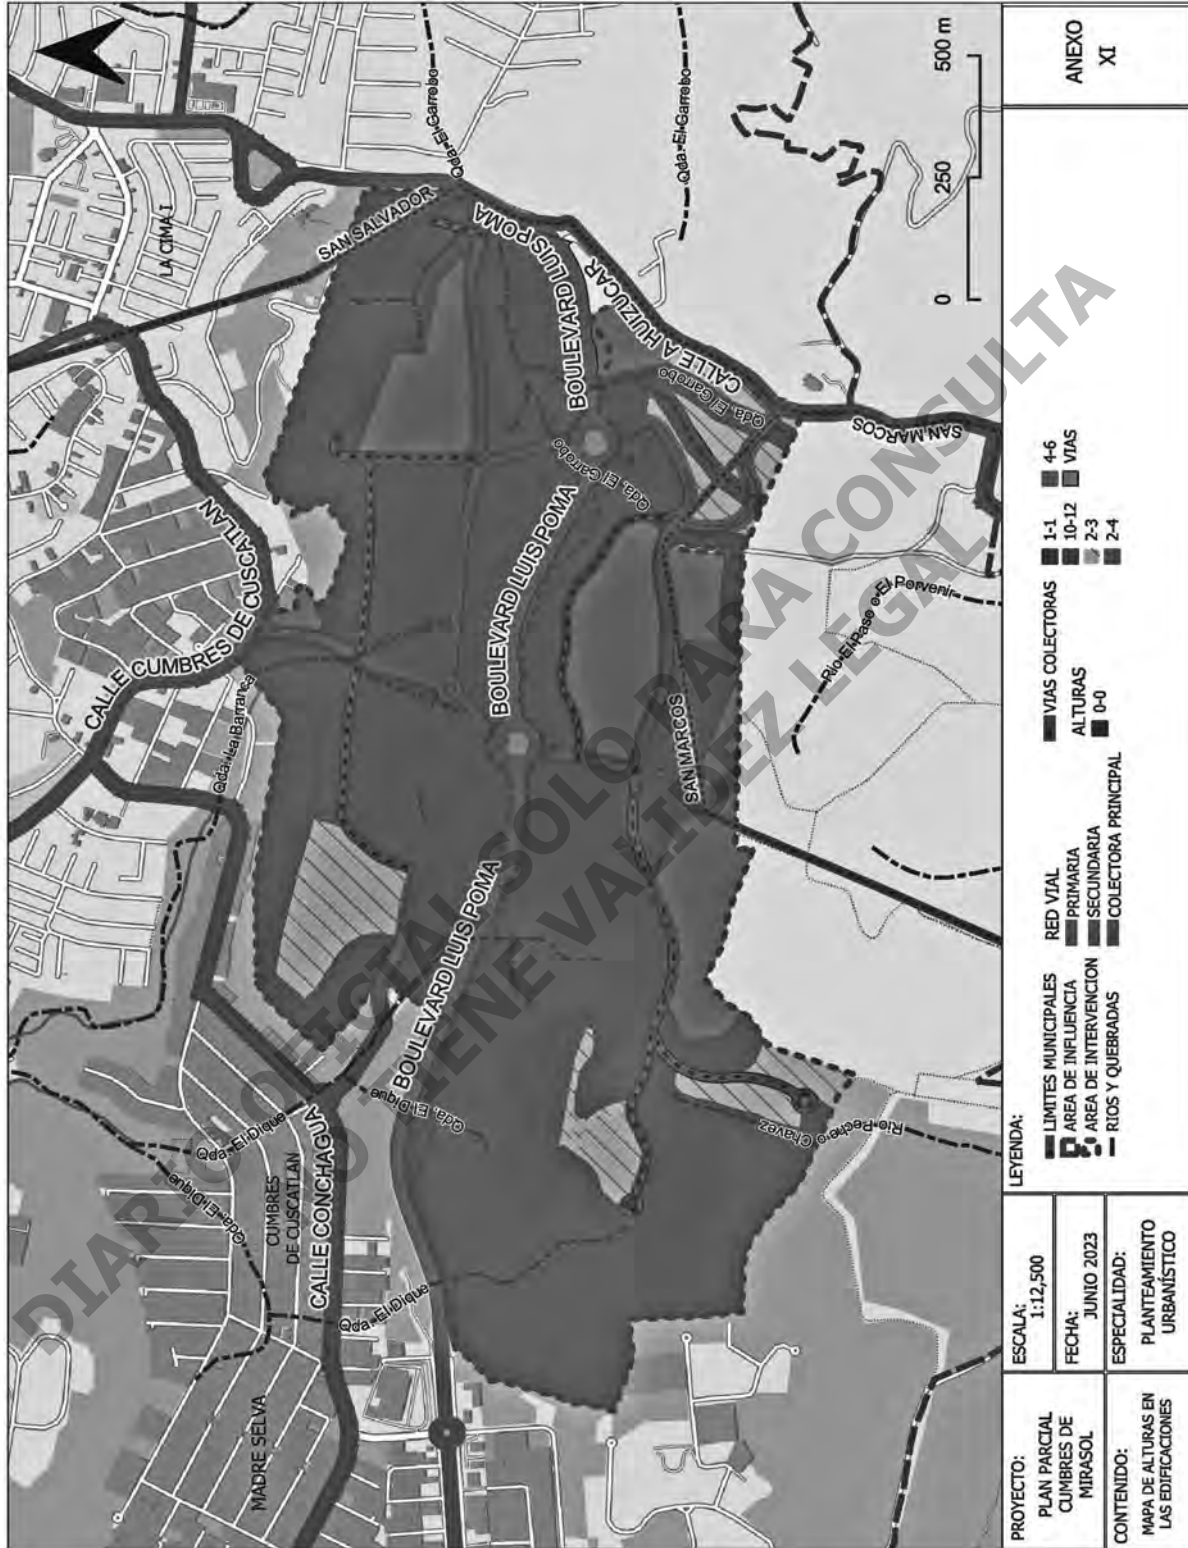 MADRE SELVA
CUMBRES
DE CUSCATLAN
CALLE CONCHAGUA
Qda. El Dique
Qda. El Dique
Qda. El Dique
Qda. El Dique
CALLE CUMBRES DE CUSCATLAN
Qda. La Barranca
LA CIMA I
SAN SALVADOR
Qda. El Garrobo
Qda. El Garrobo
BOULEVARD LUIS POMA
BOULEVARD LUIS POMA
BOULEVARD LUIS POMA
BOULEVARD LUIS POMA
CALLE A HUIZUCAR
Qda. El Garrobo
Qda. El Garrobo
SAN MARCOS
SAN MARCOS
Rio El Paso o El Porvenir
Rio Peche o Chavez
0 250 500 m
DIARIO OFICIAL SOLO PARA CONSULTA
NO TIENE VALIDEZ LEGAL
PROYECTO:
PLAN PARCIAL
CUMBRES DE
MIRASOL
CONTENIDO:
MAPA DE ALTURAS EN
LAS EDIFICACIONES
ESCALA:
1:12,500
FECHA:
JUNIO 2023
ESPECIALIDAD:
PLANTEAMIENTO
URBANÍSTICO
LEYENDA:
LIMITES MUNICIPALES
AREA DE INFLUENCIA
AREA DE INTERVENCION
RIOS Y QUEBRADAS
RED VIAL
PRIMARIA
SECUNDARIA
COLECTORA PRINCIPAL
VIAS COLECTORAS
ALTURAS
0-0
1-1
10-12
2-3
2-4
4-6
VIAS
ANEXO
XI